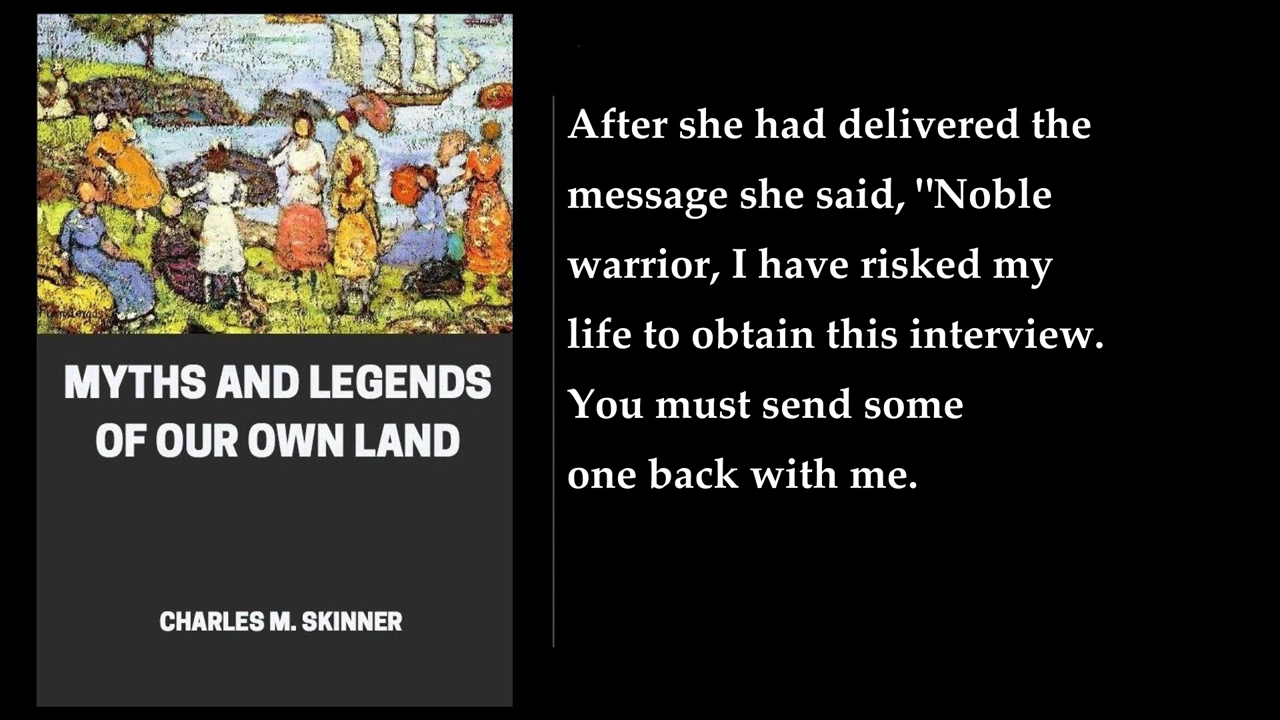 MYTHS AND LEGENDS
OF OUR OWN LAND
CHARLES M. SKINNER
After she had delivered the
message she said, "Noble
warrior, I have risked my
life to obtain this interview.
You must send some
one back with me.